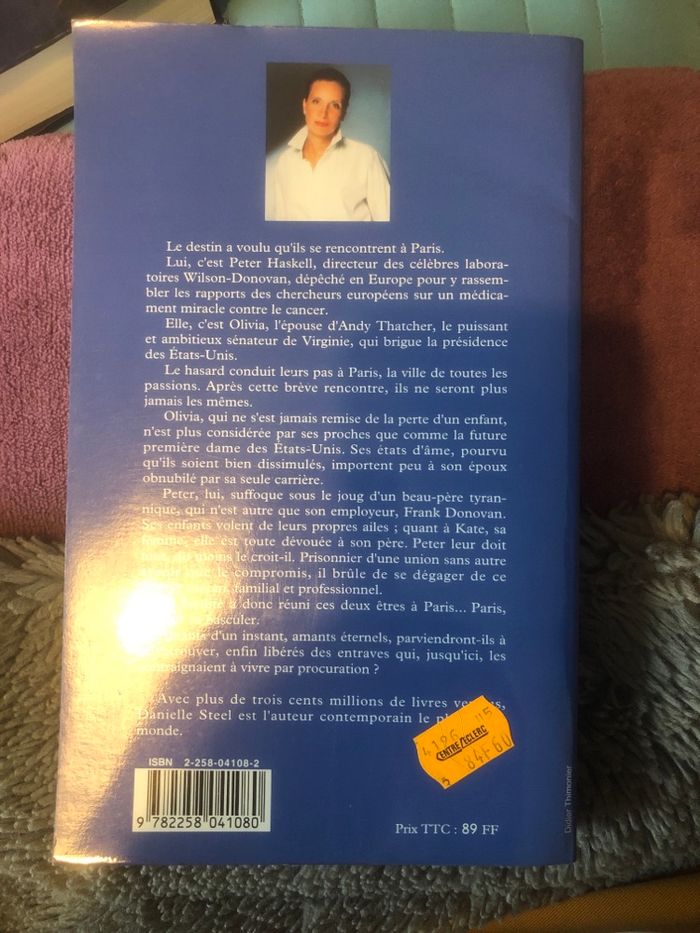 Le destin a voulu qu'ils se rencontrent à Paris.
Lui, c'est Peter Haskell, directeur des célèbres labora-
toires Wilson-Donovan, dépêché en Europe pour y rassem-
bler les rapports des chercheurs européens sur un médica-
ment miracle contre le cancer.
Elle, c'est Olivia, l'épouse d'Andy Thatcher, le puissant
et ambitieux sénateur de Virginie, qui brigue la présidence
des États-Unis.
Le hasard conduit leurs pas à Paris, la ville de toutes les
passions. Après cette brève rencontre, ils ne seront plus
jamais les mêmes.
Olivia, qui ne s'est jamais remise de la perte d'un enfant,
n'est plus considérée par ses proches que comme la future
première dame des États-Unis. Ses états d'âme, pourvu
qu'ils soient bien dissimulés, importent peu à son époux
obnubilé par sa seule carrière.
Peter, lui, suffoque sous le joug d'un beau-père tyran-
nique, qui n'est autre que son employeur, Frank Donovan.
Ses enfants volent de leurs propres ailes ; quant à Kate, sa
femme, elle est toute dévouée à son père. Peter leur doit
du moins le croit-il. Prisonnier d'une union sans autre
que le compromis, il brûle de se dégager de ce
familial et professionnel.
a donc réuni ces deux êtres à Paris... Paris,
basculer.
d'un instant, amants éternels, parviendront-ils à
enfin libérés des entraves qui, jusqu'ici, les
contraignaient à vivre par procuration ?
Avec plus de trois cents millions de livres
Danielle Steel est l'auteur contemporain le
monde.
ISBN 2-258-04108-2
9 782258 041080
4196 115
CENTRE E.LECLERC
5 84F60
Prix TTC : 89 FF
Didier Thimonier